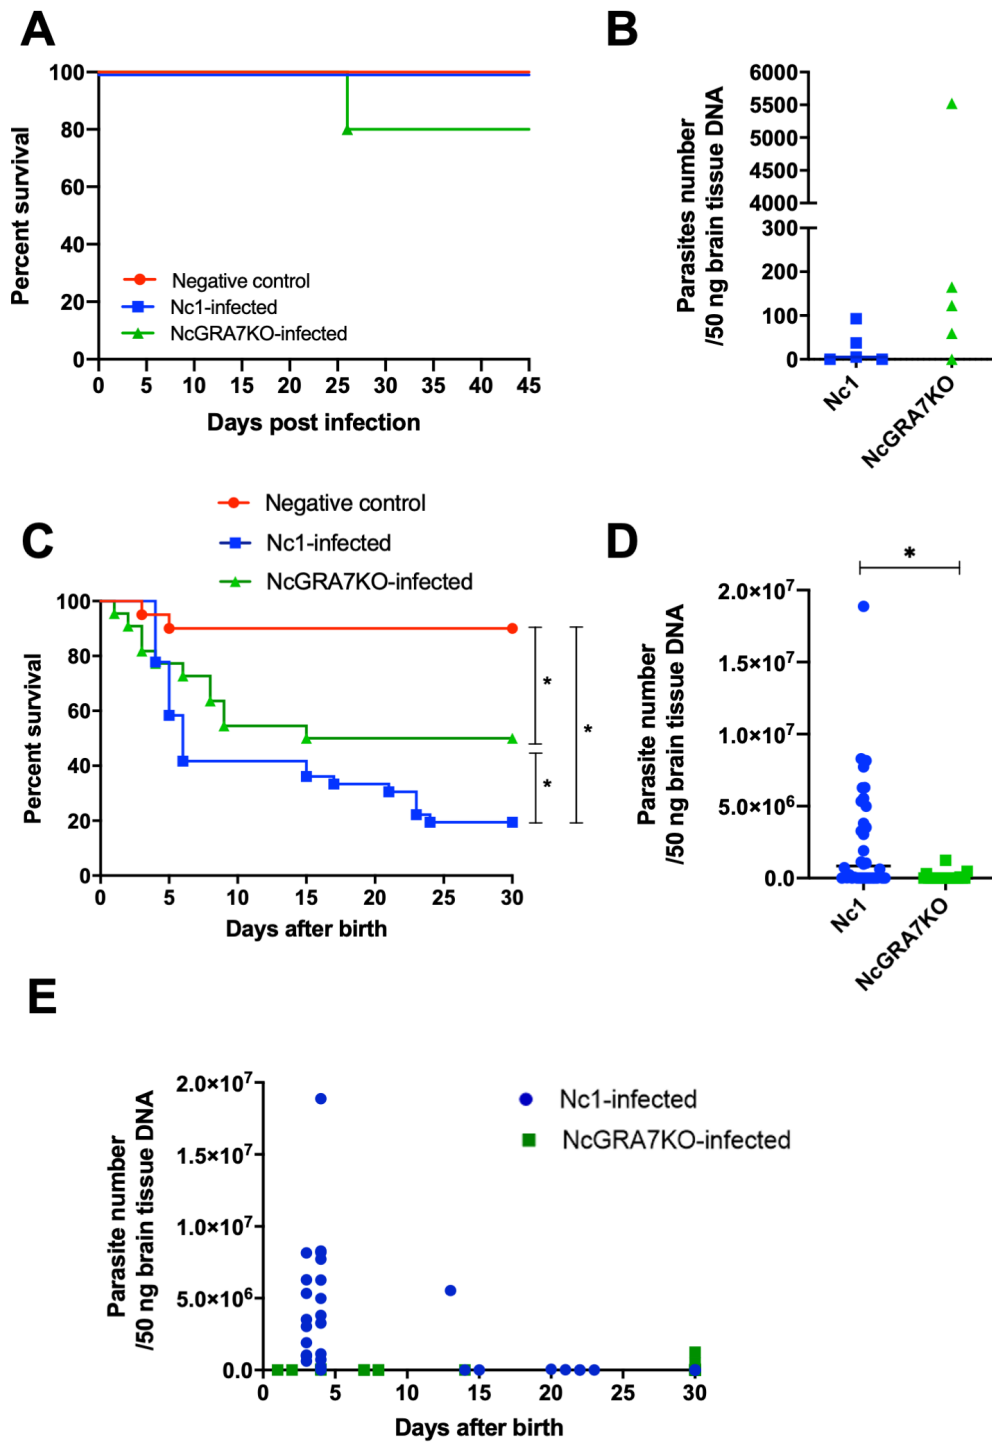 A
Percent survival
100
80
60
40
20
0
Negative control
Nc1-infected
NcGRA7KO-infected
0 5 10 15 20 25 30 35 40 45
Days post infection
B
Parasites number
/50 ng brain tissue DNA
6000
5500
5000
4500
4000
300
200
100
0
Nc1
NcGRA7KO
C
Negative control
Nc1-infected
NcGRA7KO-infected
Percent survival
100
80
60
40
20
0
*
*
*
0 5 10 15 20 25 30
Days after birth
D
*
Parasite number
/50 ng brain tissue DNA
2.0×10⁷
1.5×10⁷
1.0×10⁷
5.0×10⁶
0.0
Nc1
NcGRA7KO
E
Parasite number
/50 ng brain tissue DNA
2.0×10⁷
1.5×10⁷
1.0×10⁷
5.0×10⁶
0.0
Nc1-infected
NcGRA7KO-infected
0 5 10 15 20 25 30
Days after birth